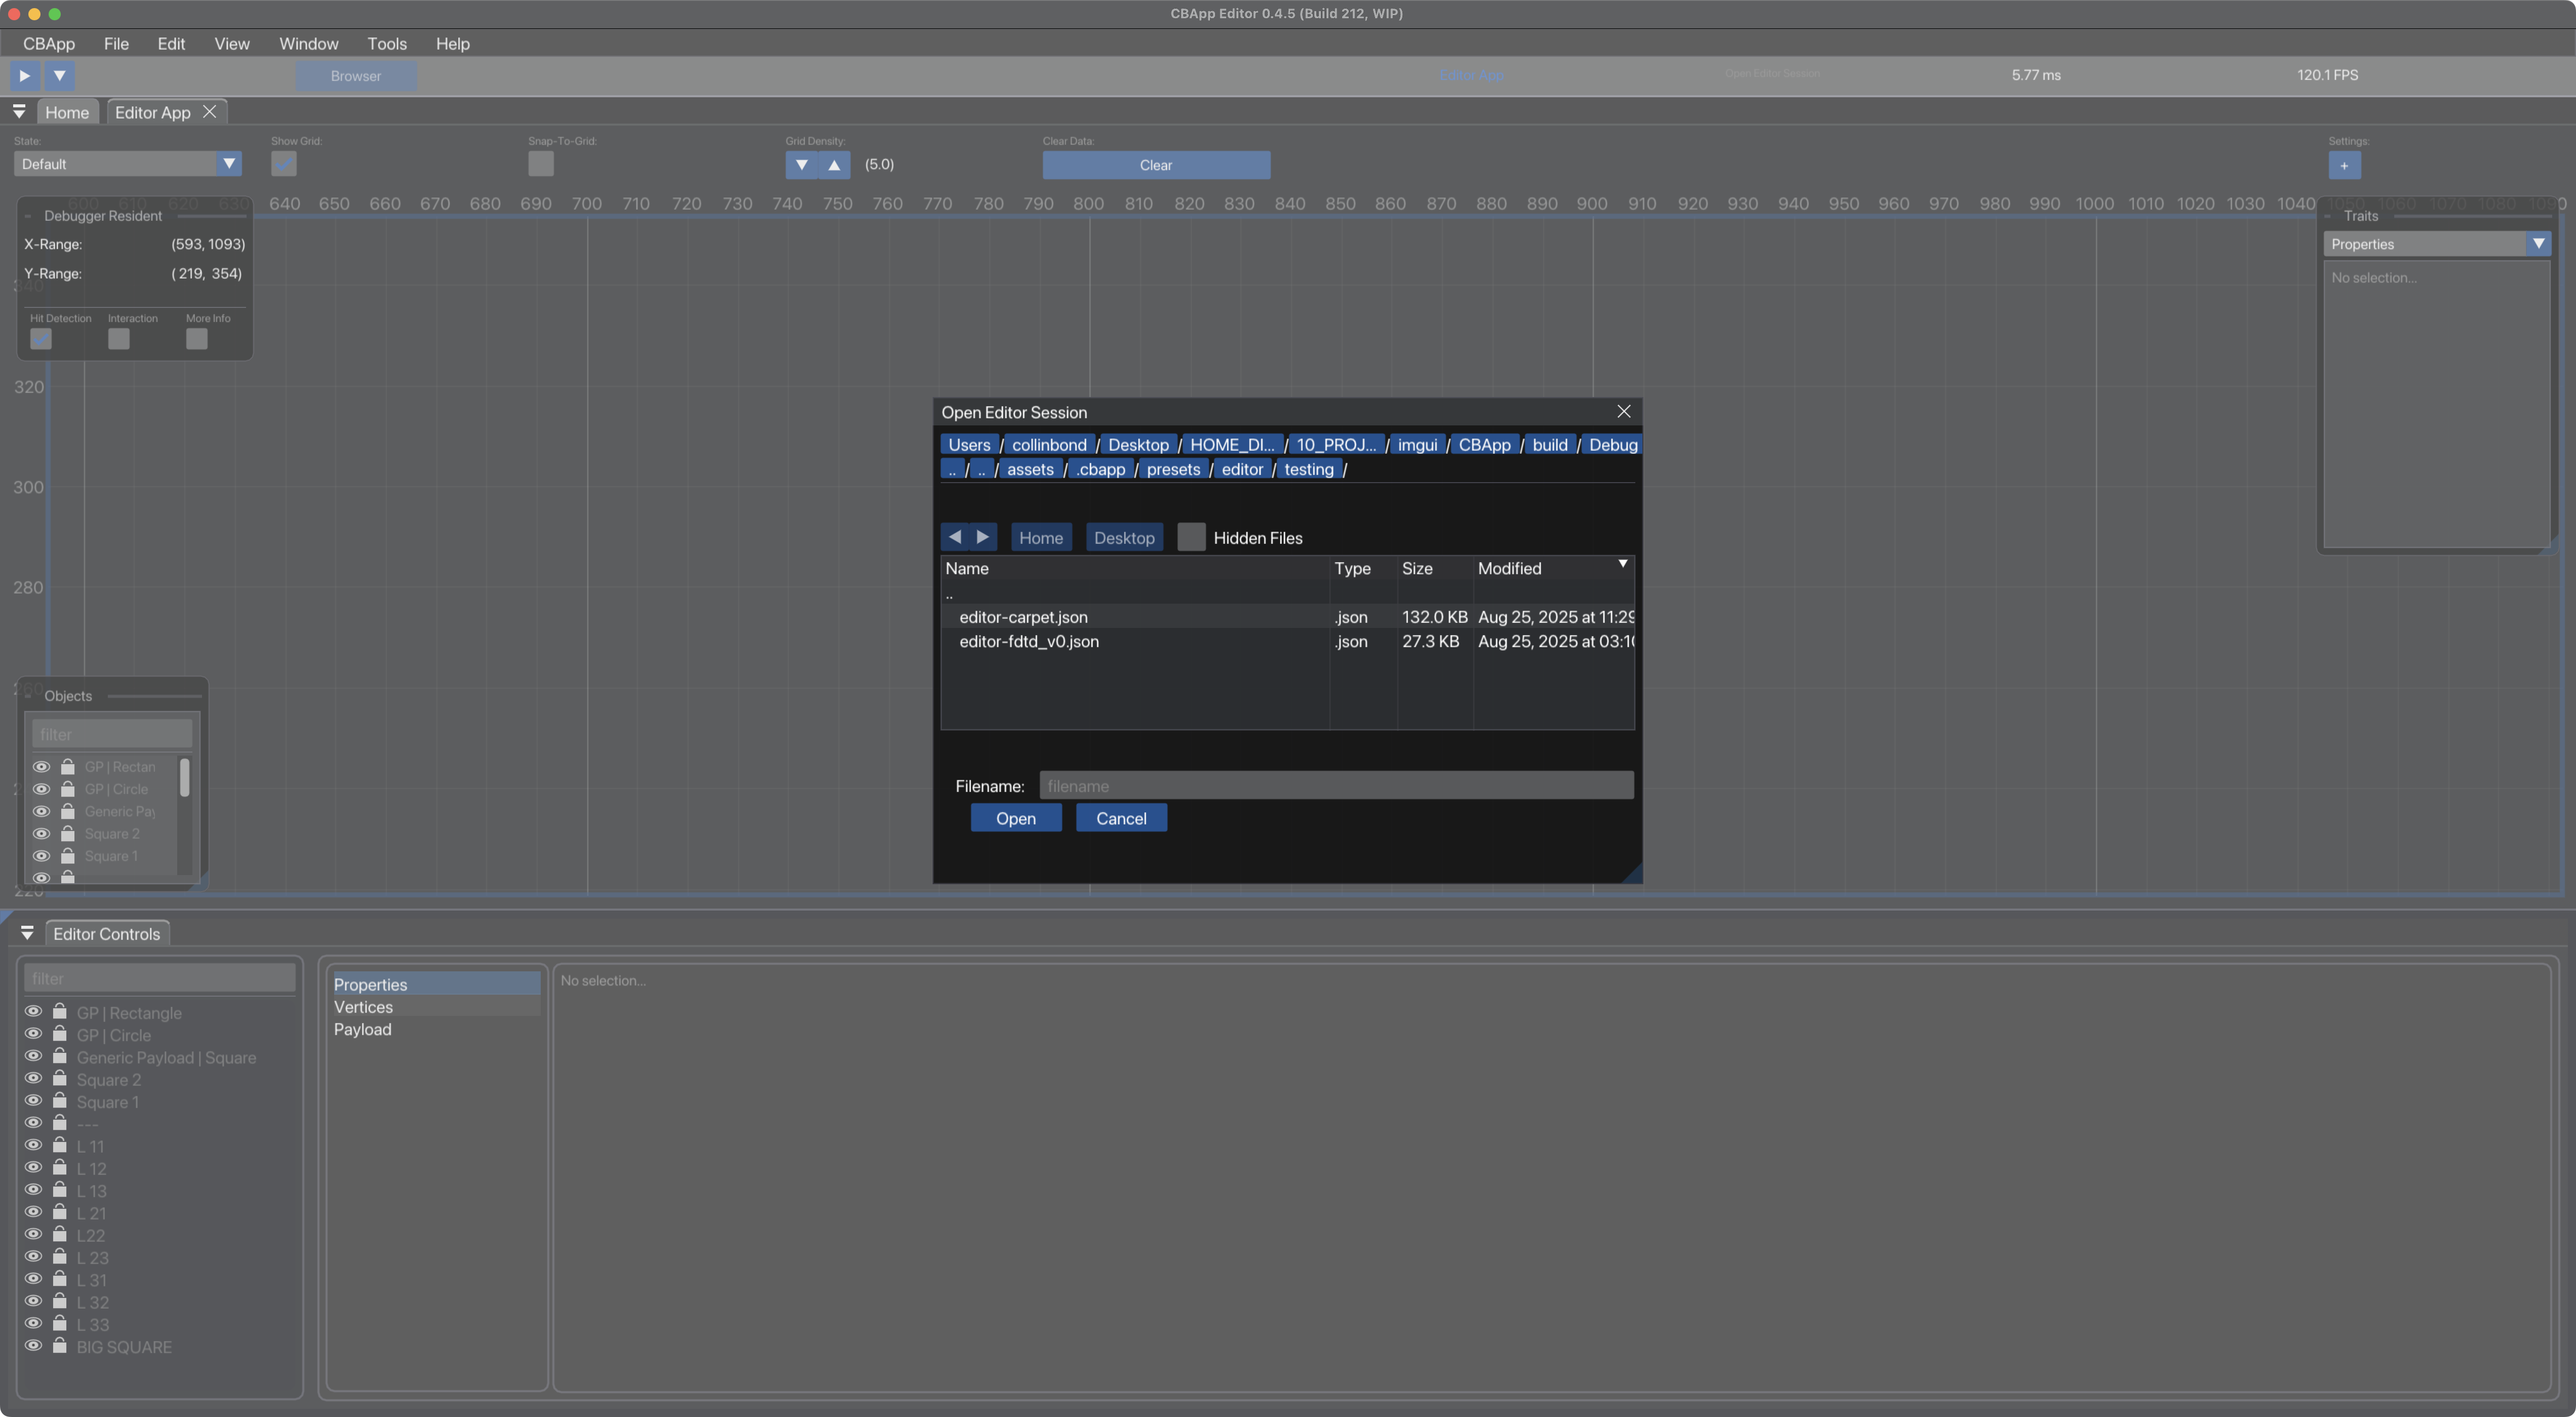 CBApp Editor 0.4.5 (Build 212, WIP)
CBApp File Edit View Window Tools Help
Browser Editor App Open Editor Session 5.77 ms 120.1 FPS
Home Editor App
State: Show Grid: Snap-To-Grid: Grid Density: Clear Data: Settings:
Default (5.0) Clear +
600 610 620 630 640 650 660 670 680 690 700 710 720 730 740 750 760 770 780 790 800 810 820 830 840 850 860 870 880 890 900 910 920 930 940 950 960 970 980 990 1000 1010 1020 1030 1040 1050 1060 1070 1080 1090
Debugger Resident
X-Range: (593, 1093)
Y-Range: ( 219, 354)
Hit Detection Interaction More Info
Traits
Properties
No selection...
340
320
300
280
260
220
Open Editor Session
Users / collinbond / Desktop / HOME_DI... / 10_PROJ... / imgui / CBApp / build / Debug
.. / .. / assets / .cbapp / presets / editor / testing /
Home Desktop Hidden Files
Name Type Size Modified
..
editor-carpet.json .json 132.0 KB Aug 25, 2025 at 11:29
editor-fdtd_v0.json .json 27.3 KB Aug 25, 2025 at 03:1
Filename: filename
Open Cancel
Objects
filter
GP | Rectan
GP | Circle
Generic Pay
Square 2
Square 1
Editor Controls
filter
GP | Rectangle
GP | Circle
Generic Payload | Square
Square 2
Square 1
---
L 11
L 12
L 13
L 21
L22
L 23
L 31
L 32
L 33
BIG SQUARE
Properties
Vertices
Payload
No selection...